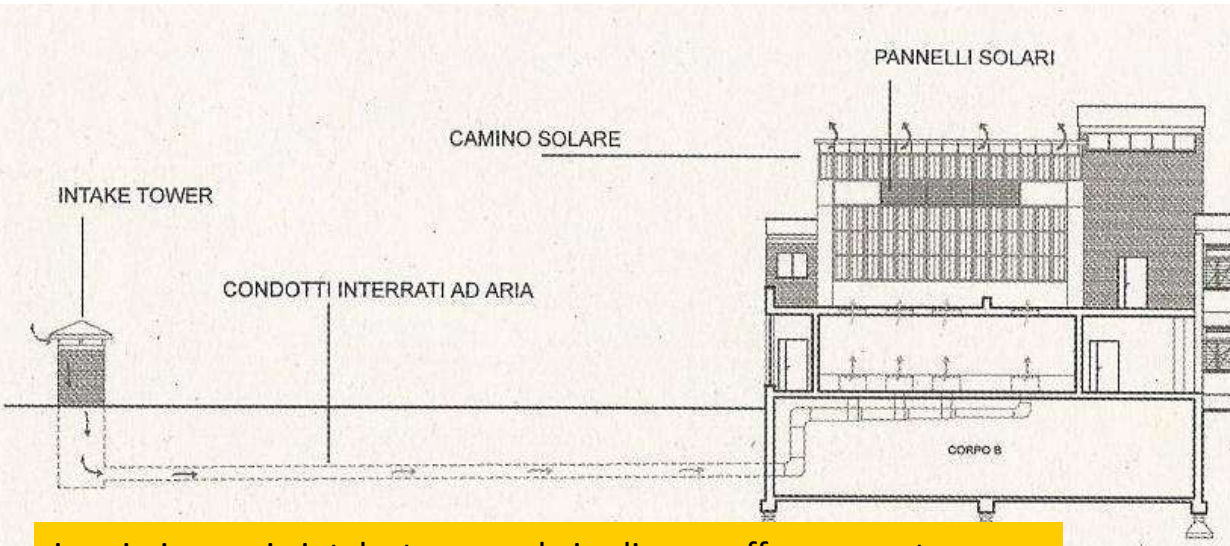 PANNELLI SOLARI
CAMINO SOLARE
INTAKE TOWER
CONDOTTI INTERRATI AD ARIA
CORPO B